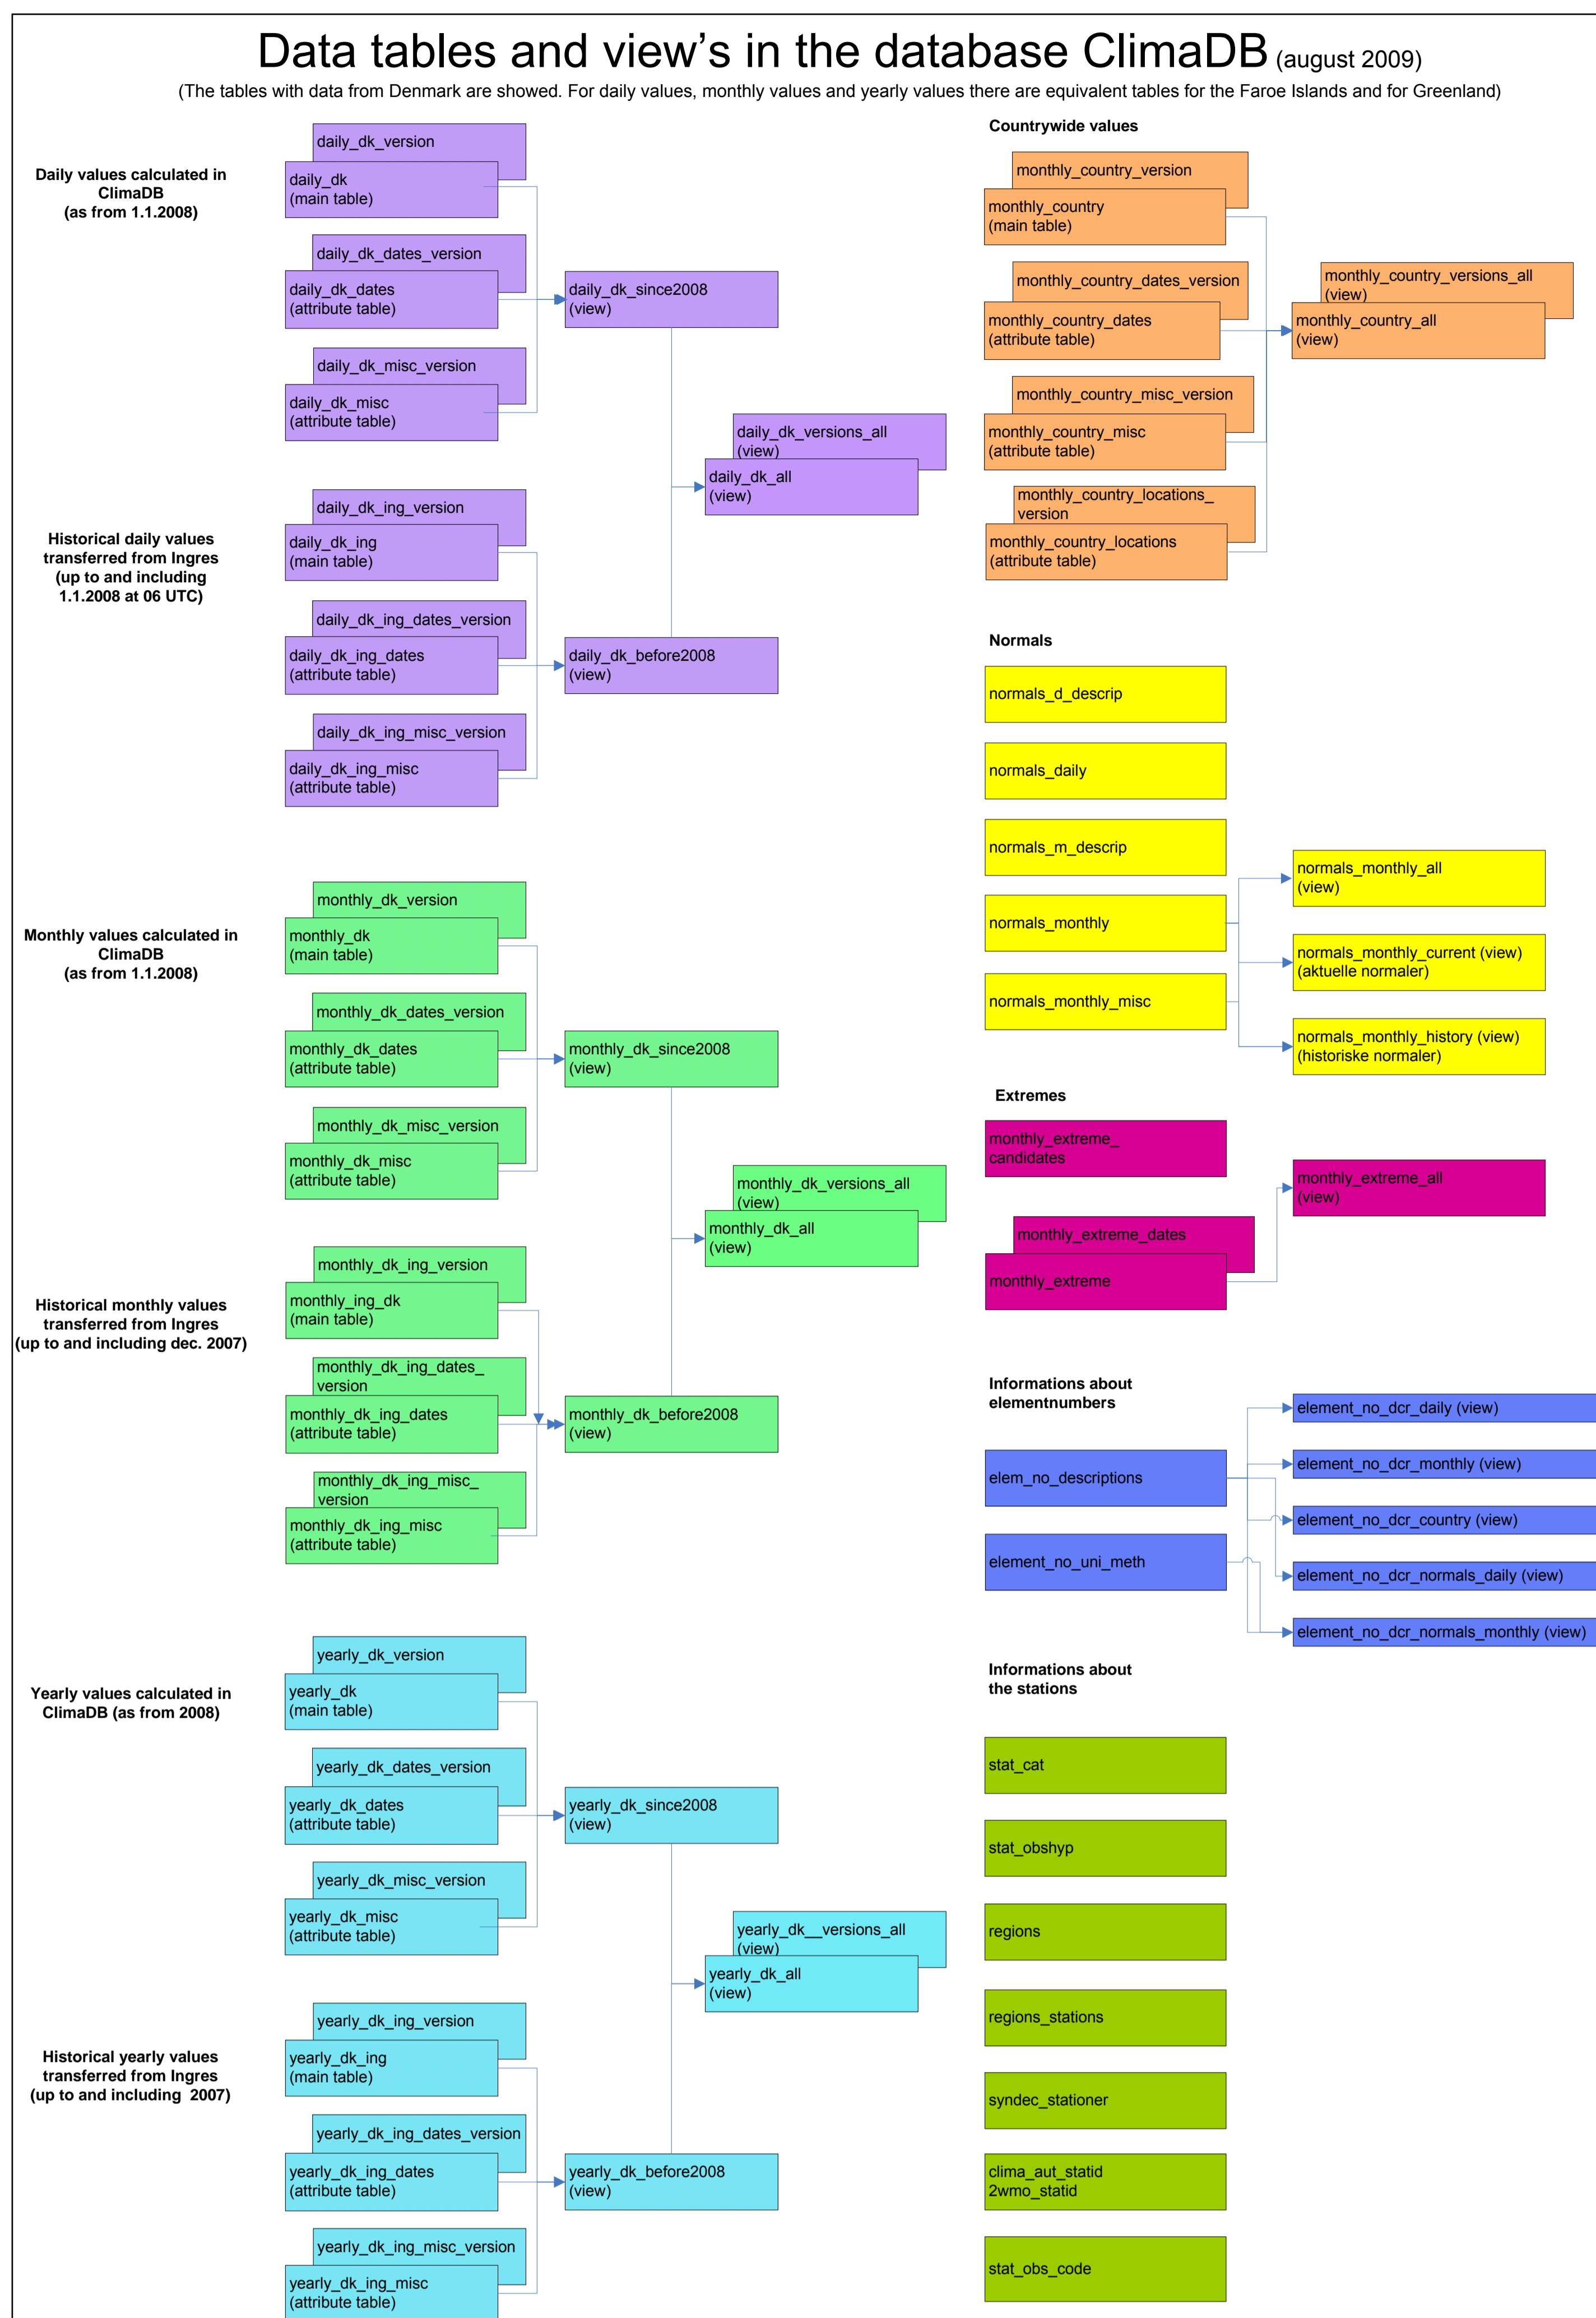 Data tables and view's in the database ClimaDB (august 2009)
(The tables with data from Denmark are showed. For daily values, monthly values and yearly values there are equivalent tables for the Faroe Islands and for Greenland)
Daily values calculated in
ClimaDB
(as from 1.1.2008)
daily_dk_version
daily_dk
(main table)
daily_dk_dates_version
daily_dk_dates
(attribute table)
daily_dk_misc_version
daily_dk_misc
(attribute table)
daily_dk_since2008
(view)
daily_dk_versions_all
(view)
daily_dk_all
(view)
Historical daily values
transferred from Ingres
(up to and including
1.1.2008 at 06 UTC)
daily_dk_ing_version
daily_dk_ing
(main table)
daily_dk_ing_dates_version
daily_dk_ing_dates
(attribute table)
daily_dk_ing_misc_version
daily_dk_ing_misc
(attribute table)
daily_dk_before2008
(view)
Monthly values calculated in
ClimaDB
(as from 1.1.2008)
monthly_dk_version
monthly_dk
(main table)
monthly_dk_dates_version
monthly_dk_dates
(attribute table)
monthly_dk_misc_version
monthly_dk_misc
(attribute table)
monthly_dk_since2008
(view)
monthly_dk_versions_all
(view)
monthly_dk_all
(view)
Historical monthly values
transferred from Ingres
(up to and including dec. 2007)
monthly_dk_ing_version
monthly_ing_dk
(main table)
monthly_dk_ing_dates_
version
monthly_dk_ing_dates
(attribute table)
monthly_dk_ing_misc_
version
monthly_dk_ing_misc
(attribute table)
monthly_dk_before2008
(view)
Yearly values calculated in
ClimaDB (as from 2008)
yearly_dk_version
yearly_dk
(main table)
yearly_dk_dates_version
yearly_dk_dates
(attribute table)
yearly_dk_misc_version
yearly_dk_misc
(attribute table)
yearly_dk_since2008
(view)
yearly_dk__versions_all
(view)
yearly_dk_all
(view)
Historical yearly values
transferred from Ingres
(up to and including 2007)
yearly_dk_ing_version
yearly_dk_ing
(main table)
yearly_dk_ing_dates_version
yearly_dk_ing_dates
(attribute table)
yearly_dk_ing_misc_version
yearly_dk_ing_misc
(attribute table)
yearly_dk_before2008
(view)
Countrywide values
monthly_country_version
monthly_country
(main table)
monthly_country_dates_version
monthly_country_dates
(attribute table)
monthly_country_misc_version
monthly_country_misc
(attribute table)
monthly_country_locations_
version
monthly_country_locations
(attribute table)
monthly_country_versions_all
(view)
monthly_country_all
(view)
Normals
normals_d_descrip
normals_daily
normals_m_descrip
normals_monthly
normals_monthly_misc
normals_monthly_all
(view)
normals_monthly_current (view)
(aktuelle normaler)
normals_monthly_history (view)
(historiske normaler)
Extremes
monthly_extreme_
candidates
monthly_extreme_dates
monthly_extreme
monthly_extreme_all
(view)
Informations about
elementnumbers
elem_no_descriptions
element_no_uni_meth
element_no_dcr_daily (view)
element_no_dcr_monthly (view)
element_no_dcr_country (view)
element_no_dcr_normals_daily (view)
element_no_dcr_normals_monthly (view)
Informations about
the stations
stat_cat
stat_obshyp
regions
regions_stations
syndec_stationer
clima_aut_statid
2wmo_statid
stat_obs_code